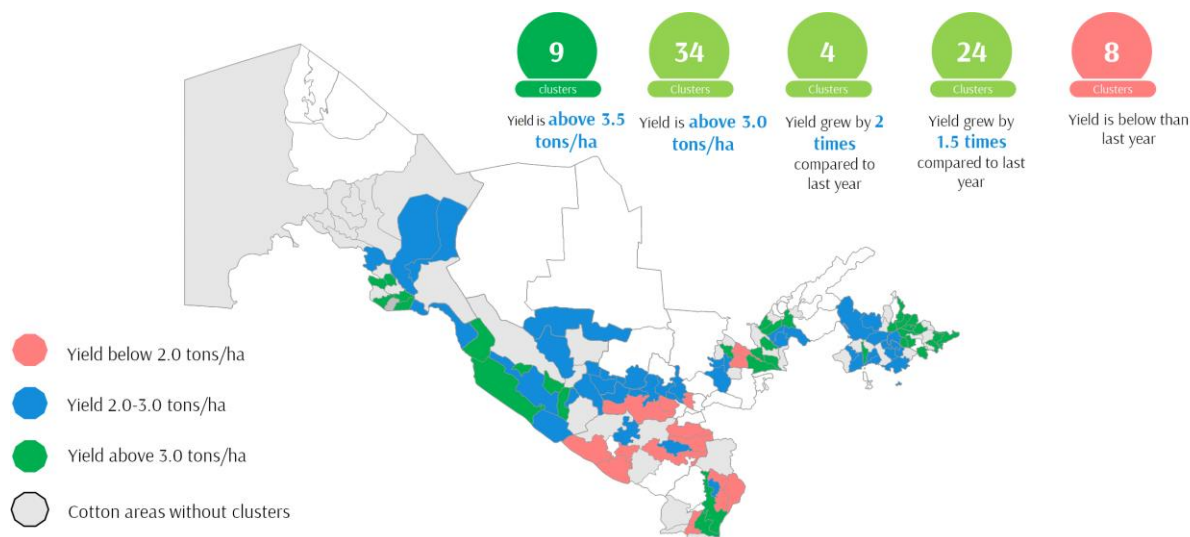 9
clusters
Yield is above 3.5
tons/ha
34
Clusters
Yield is above 3.0
tons/ha
4
Clusters
Yield grew by 2
times
compared to
last year
24
Clusters
Yield grew by
1.5 times
compared to last
year
8
Clusters
Yield is below than
last year
Yield below 2.0 tons/ha
Yield 2.0-3.0 tons/ha
Yield above 3.0 tons/ha
Cotton areas without clusters